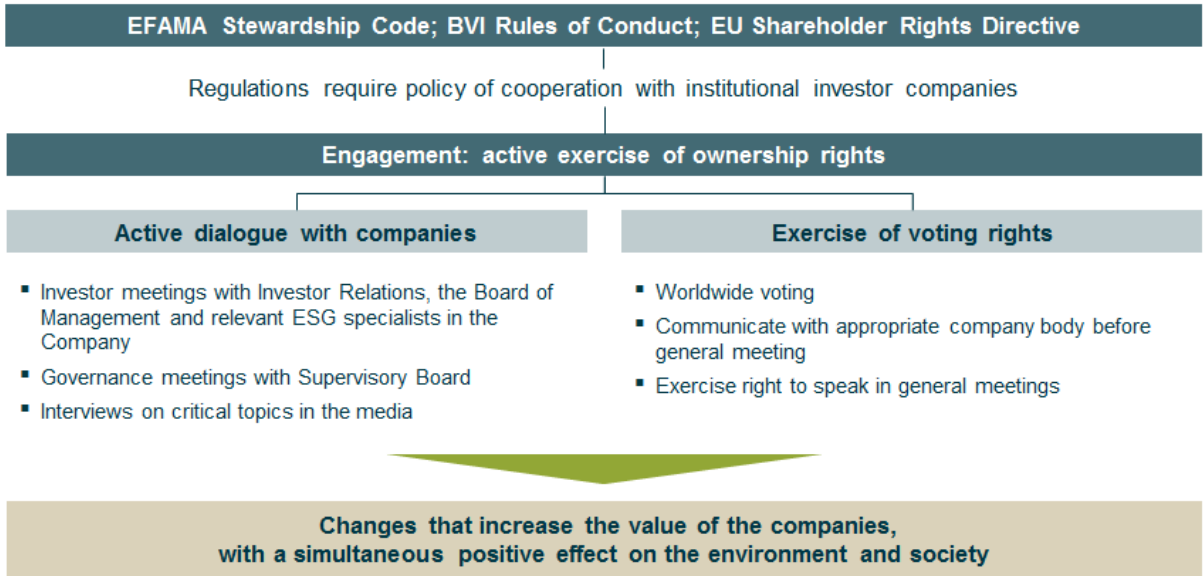 EFAMA Stewardship Code; BVI Rules of Conduct; EU Shareholder Rights Directive
Regulations require policy of cooperation with institutional investor companies
Engagement: active exercise of ownership rights
Active dialogue with companies
▪ Investor meetings with Investor Relations, the Board of
Management and relevant ESG specialists in the
Company
▪ Governance meetings with Supervisory Board
▪ Interviews on critical topics in the media
Exercise of voting rights
▪ Worldwide voting
▪ Communicate with appropriate company body before
general meeting
▪ Exercise right to speak in general meetings
Changes that increase the value of the companies,
with a simultaneous positive effect on the environment and society